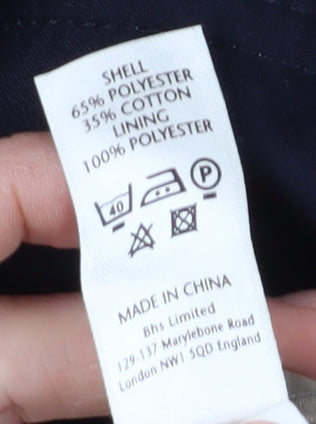 SHELL
65% POLYESTER
35% COTTON
LINING
100% POLYESTER
40 P
MADE IN CHINA
Bhs Limited
129-137 Marylebone Road
London NW1 5QD England